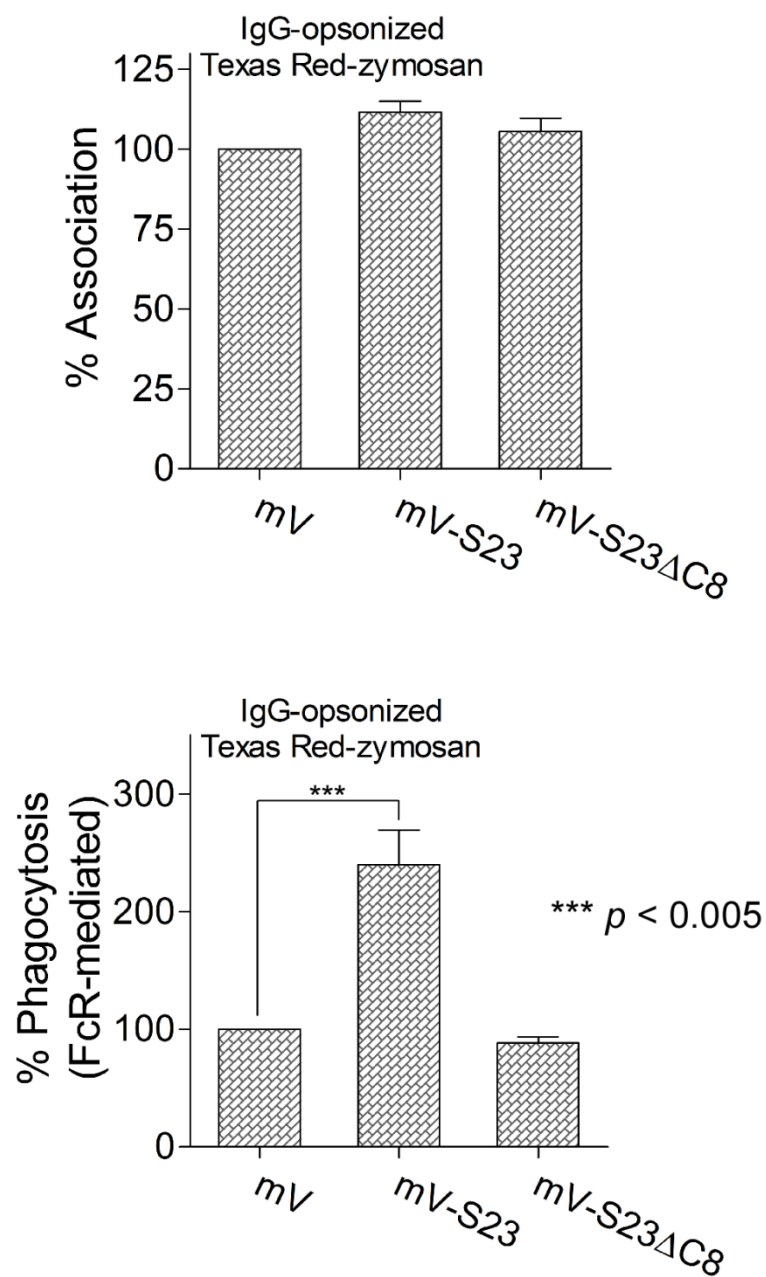 IgG-opsonized
Texas Red-zymosan
% Association
125
100
75
50
25
0
mV
mV-S23
mV-S23ΔC8
IgG-opsonized
Texas Red-zymosan
% Phagocytosis
(FcR-mediated)
300
200
100
0
***
*** p < 0.005
mV
mV-S23
mV-S23ΔC8